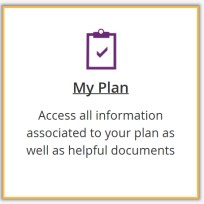 My Plan
Access all information
associated to your plan as
well as helpful documents